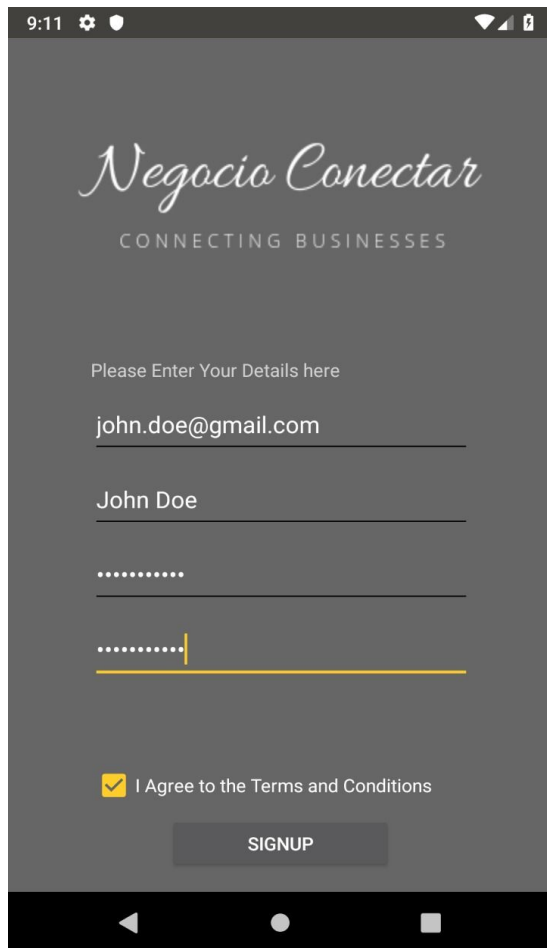 9:11
Negocio Conectar
CONNECTING BUSINESSES
Please Enter Your Details here
john.doe@gmail.com
John Doe
•••••••••••
•••••••••••
I Agree to the Terms and Conditions
SIGNUP